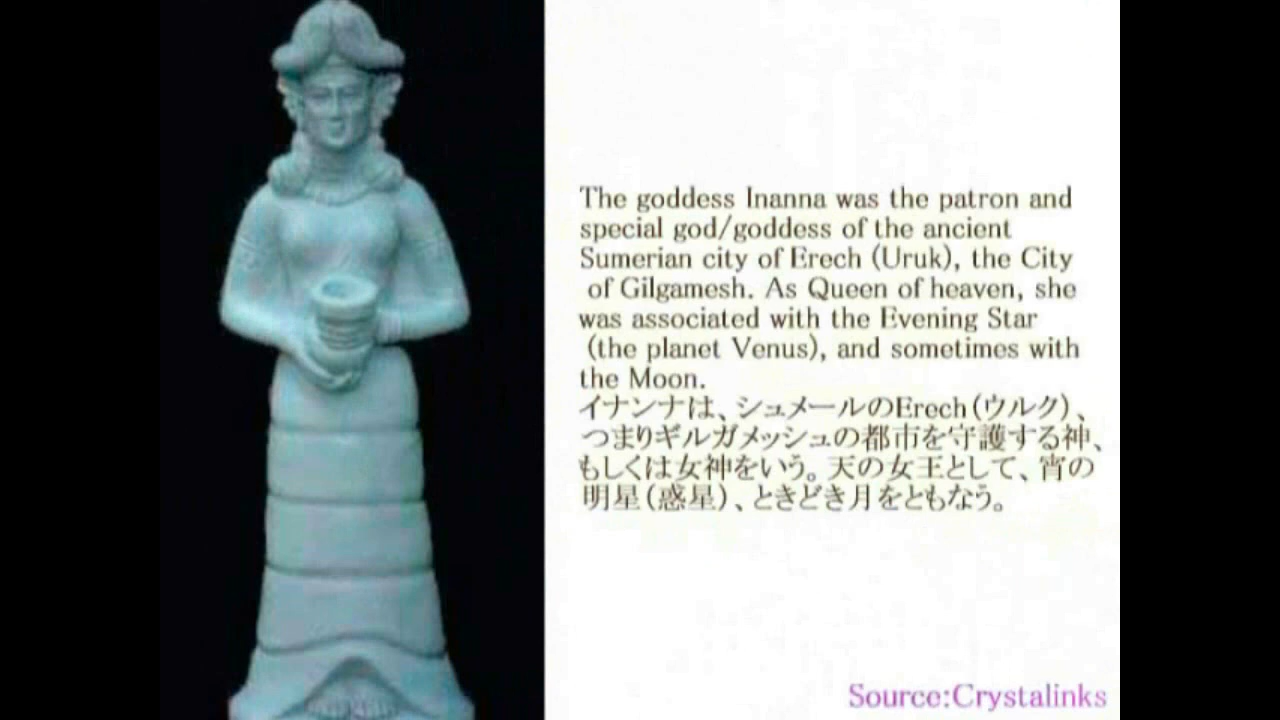 The goddess Inanna was the patron and
special god/goddess of the ancient
Sumerian city of Erech (Uruk), the City
of Gilgamesh. As Queen of heaven, she
was associated with the Evening Star
(the planet Venus), and sometimes with
the Moon.
イナンナは、シュメールのErech(ウルク)、
つまりギルガメッシュの都市を守護する神、
もしくは女神をいう。天の女王として、宵の
明星(惑星)、ときどき月をともなう。
Source:Crystalinks